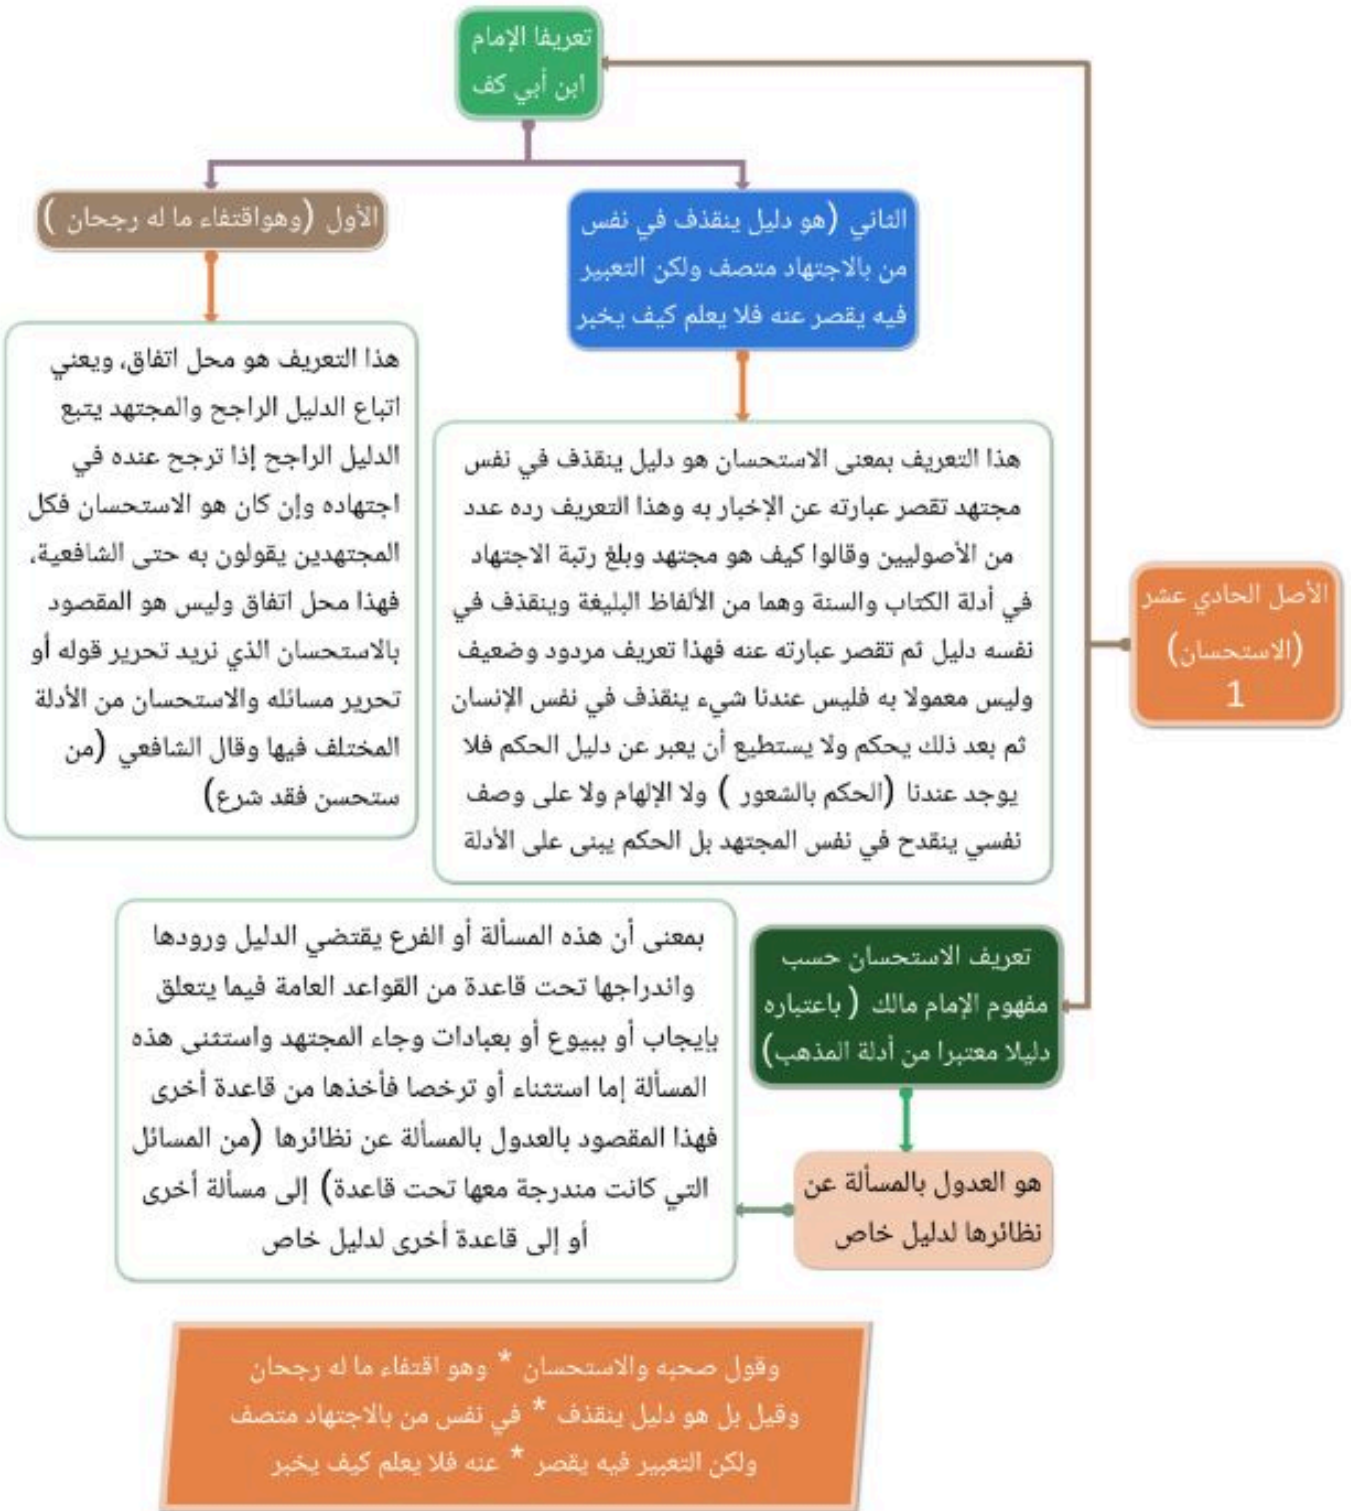 تعريفا الإمام
ابن أبي كف
الأول (وهواقتفاء ما له رجحان )
الثاني (هو دليل ينقذف في نفس
من بالاجتهاد متصف ولكن التعبير
فيه يقصر عنه فلا يعلم كيف يخبر
هذا التعريف هو محل اتفاق، ويعني
اتباع الدليل الراجح والمجتهد يتبع
الدليل الراجح إذا ترجح عنده في
اجتهاده وإن كان هو الاستحسان فكل
المجتهدين يقولون به حتى الشافعية،
فهذا محل اتفاق وليس هو المقصود
بالاستحسان الذي نريد تحرير قوله أو
تحرير مسائله والاستحسان من الأدلة
المختلف فيها وقال الشافعي (من
ستحسن فقد شرع)
هذا التعريف بمعنى الاستحسان هو دليل ينقذف في نفس
مجتهد تقصر عبارته عن الإخبار به وهذا التعريف رده عدد
من الأصوليين وقالوا كيف هو مجتهد وبلغ رتبة الاجتهاد
في أدلة الكتاب والسنة وهما من الألفاظ البليغة وينقذف في
نفسه دليل ثم تقصر عبارته عنه فهذا تعريف مردود وضعيف
وليس معمولا به فليس عندنا شيء ينقذف في نفس الإنسان
ثم بعد ذلك يحكم ولا يستطيع أن يعبر عن دليل الحكم فلا
يوجد عندنا (الحكم بالشعور ) ولا الإلهام ولا على وصف
نفسي ينقدح في نفس المجتهد بل الحكم يبنى على الأدلة
الأصل الحادي عشر
(الاستحسان)
1
تعريف الاستحسان حسب
مفهوم الإمام مالك ( باعتباره
دليلا معتبرا من أدلة المذهب)
هو العدول بالمسألة عن
نظائرها لدليل خاص
بمعنى أن هذه المسألة أو الفرع يقتضي الدليل ورودها
واندراجها تحت قاعدة من القواعد العامة فيما يتعلق
بإيجاب أو ببيوع أو بعبادات وجاء المجتهد واستثنى هذه
المسألة إما استثناء أو ترخصا فأخذها من قاعدة أخرى
فهذا المقصود بالعدول بالمسألة عن نظائرها (من المسائل
التي كانت مندرجة معها تحت قاعدة) إلى مسألة أخرى
أو إلى قاعدة أخرى لدليل خاص
وقول صحبه والاستحسان * وهو اقتفاء ما له رجحان
وقيل بل هو دليل ينقذف * في نفس من بالاجتهاد متصف
ولكن التعبير فيه يقصر * عنه فلا يعلم كيف يخبر